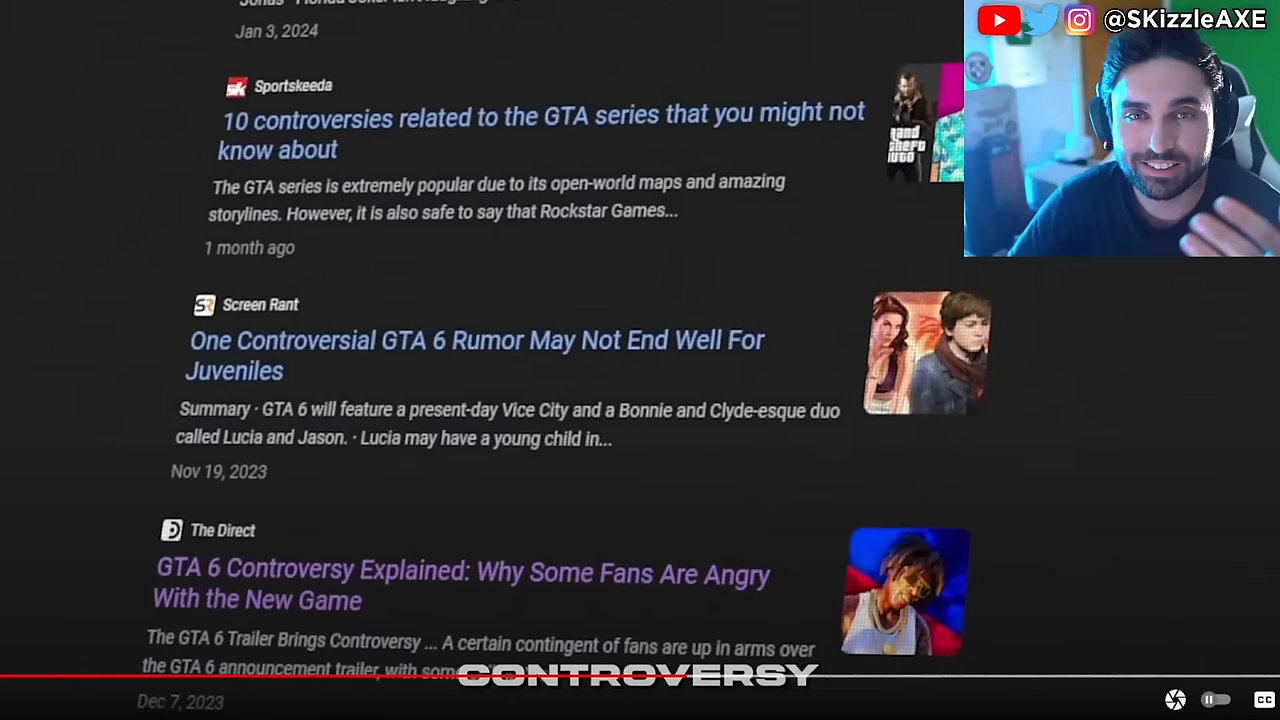 Jan 3, 2024
@SKizzleAXE
Sportskeeda
10 controversies related to the GTA series that you might not
know about
The GTA series is extremely popular due to its open-world maps and amazing
storylines. However, it is also safe to say that Rockstar Games...
1 month ago
Screen Rant
One Controversial GTA 6 Rumor May Not End Well For
Juveniles
Summary · GTA 6 will feature a present-day Vice City and a Bonnie and Clyde-esque duo
called Lucia and Jason. · Lucia may have a young child in...
Nov 19, 2023
The Direct
GTA 6 Controversy Explained: Why Some Fans Are Angry
With the New Game
The GTA 6 Trailer Brings Controversy ... A certain contingent of fans are up in arms over
the GTA 6 announcement trailer, with some
CONTROVERSY
Dec 7, 2023
CC